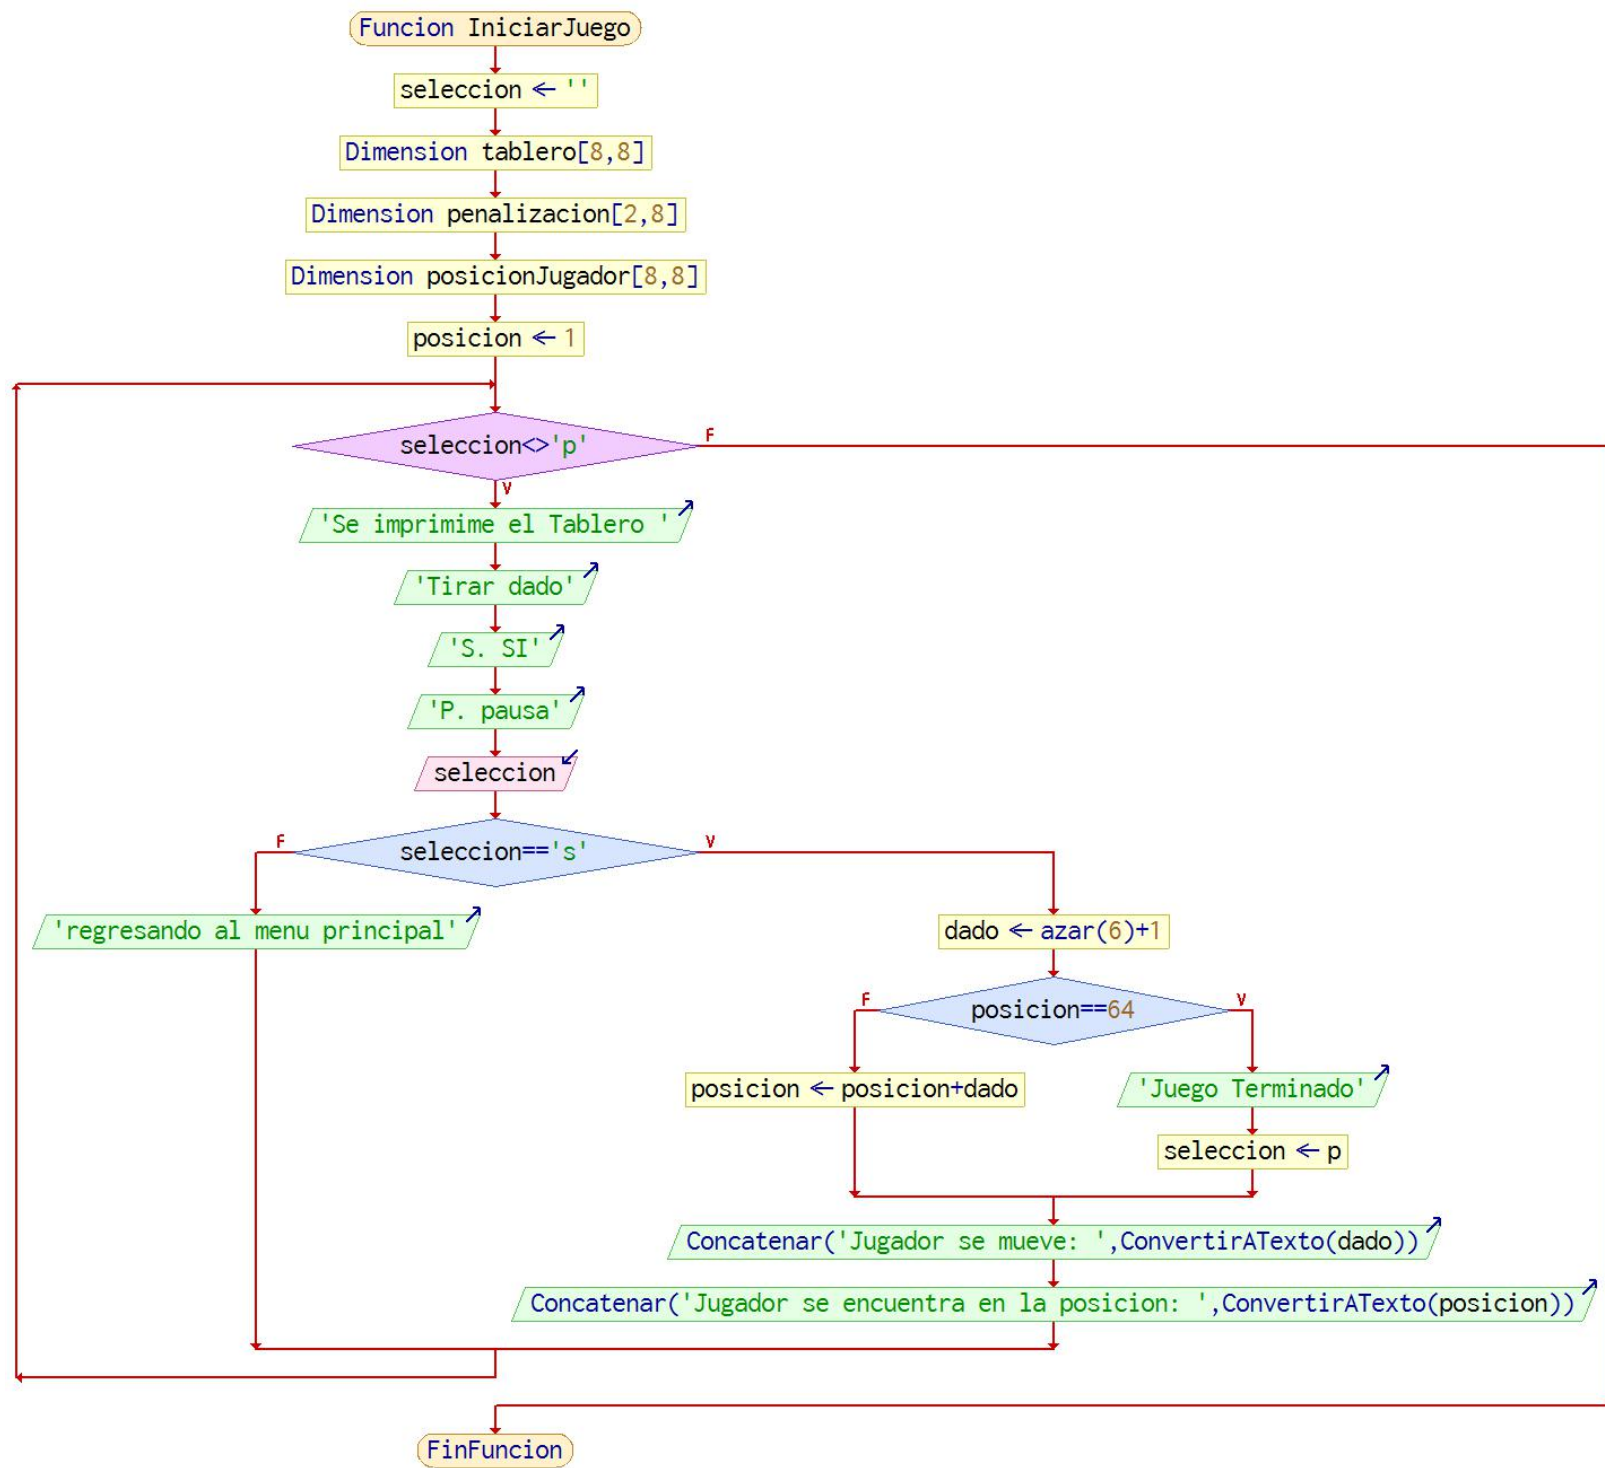 Funcion IniciarJuego
seleccion ← ''
Dimension tablero[8,8]
Dimension penalizacion[2,8]
Dimension posicionJugador[8,8]
posicion ← 1
seleccion<>'p'
F
V
'Se imprimime el Tablero '
'Tirar dado'
'S. SI'
'P. pausa'
seleccion
F
seleccion=='s'
V
'regresando al menu principal'
dado ← azar(6)+1
F
posicion==64
V
posicion ← posicion+dado
'Juego Terminado'
seleccion ← p
Concatenar('Jugador se mueve: ',ConvertirATexto(dado))
Concatenar('Jugador se encuentra en la posicion: ',ConvertirATexto(posicion))
FinFuncion